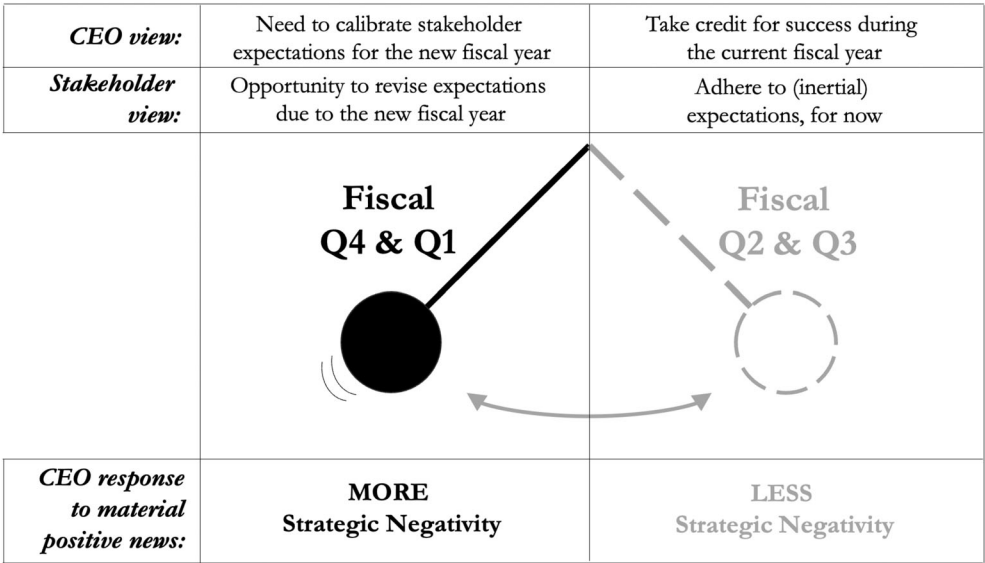 CEO view:
Need to calibrate stakeholder
expectations for the new fiscal year
Take credit for success during
the current fiscal year
Stakeholder
view:
Opportunity to revise expectations
due to the new fiscal year
Adhere to (inertial)
expectations, for now
Fiscal
Q4 & Q1
Fiscal
Q2 & Q3
CEO response
to material
positive news:
MORE
Strategic Negativity
LESS
Strategic Negativity